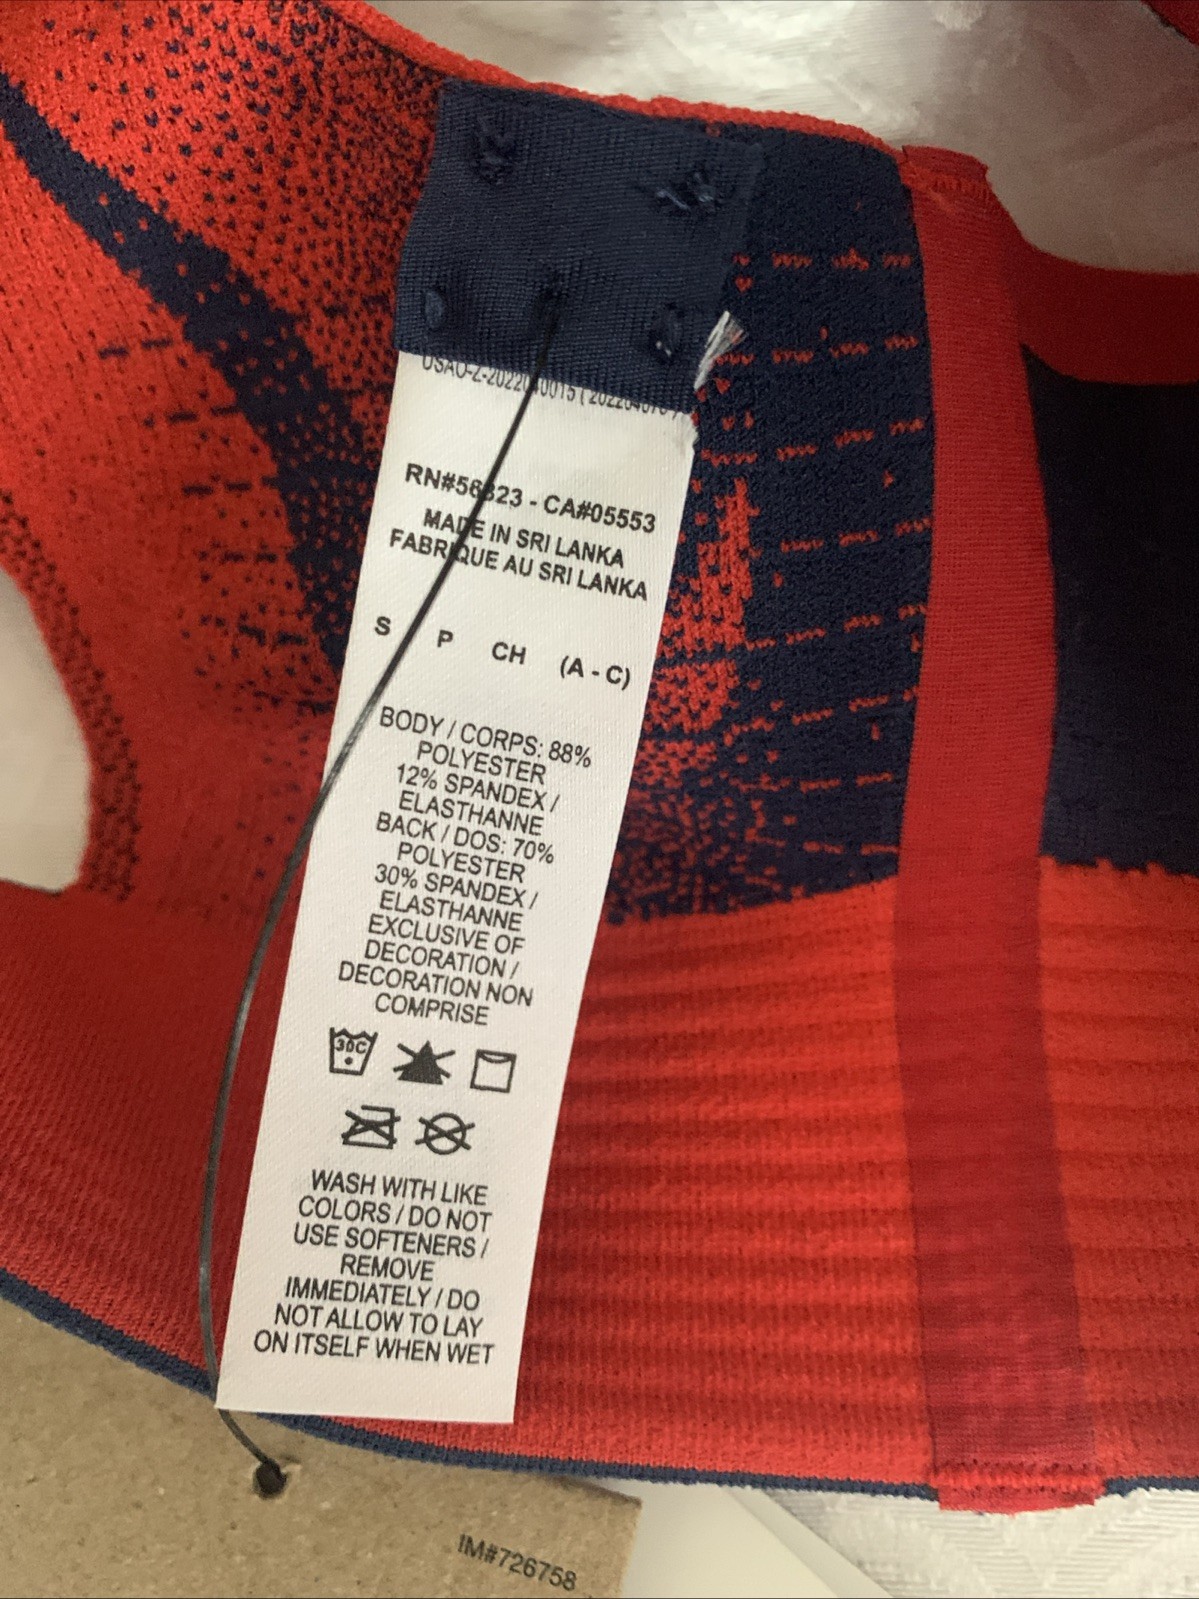 RN#56323 - CA#05553
MADE IN SRI LANKA
FABRIQUE AU SRI LANKA
S P CH (A - C)
BODY / CORPS: 88%
POLYESTER
12% SPANDEX /
ELASTHANNE
BACK / DOS: 70%
POLYESTER
30% SPANDEX /
ELASTHANNE
EXCLUSIVE OF
DECORATION /
DECORATION NON
COMPRISE
30C
WASH WITH LIKE
COLORS / DO NOT
USE SOFTENERS /
REMOVE
IMMEDIATELY / DO
NOT ALLOW TO LAY
ON ITSELF WHEN WET
IM#726758